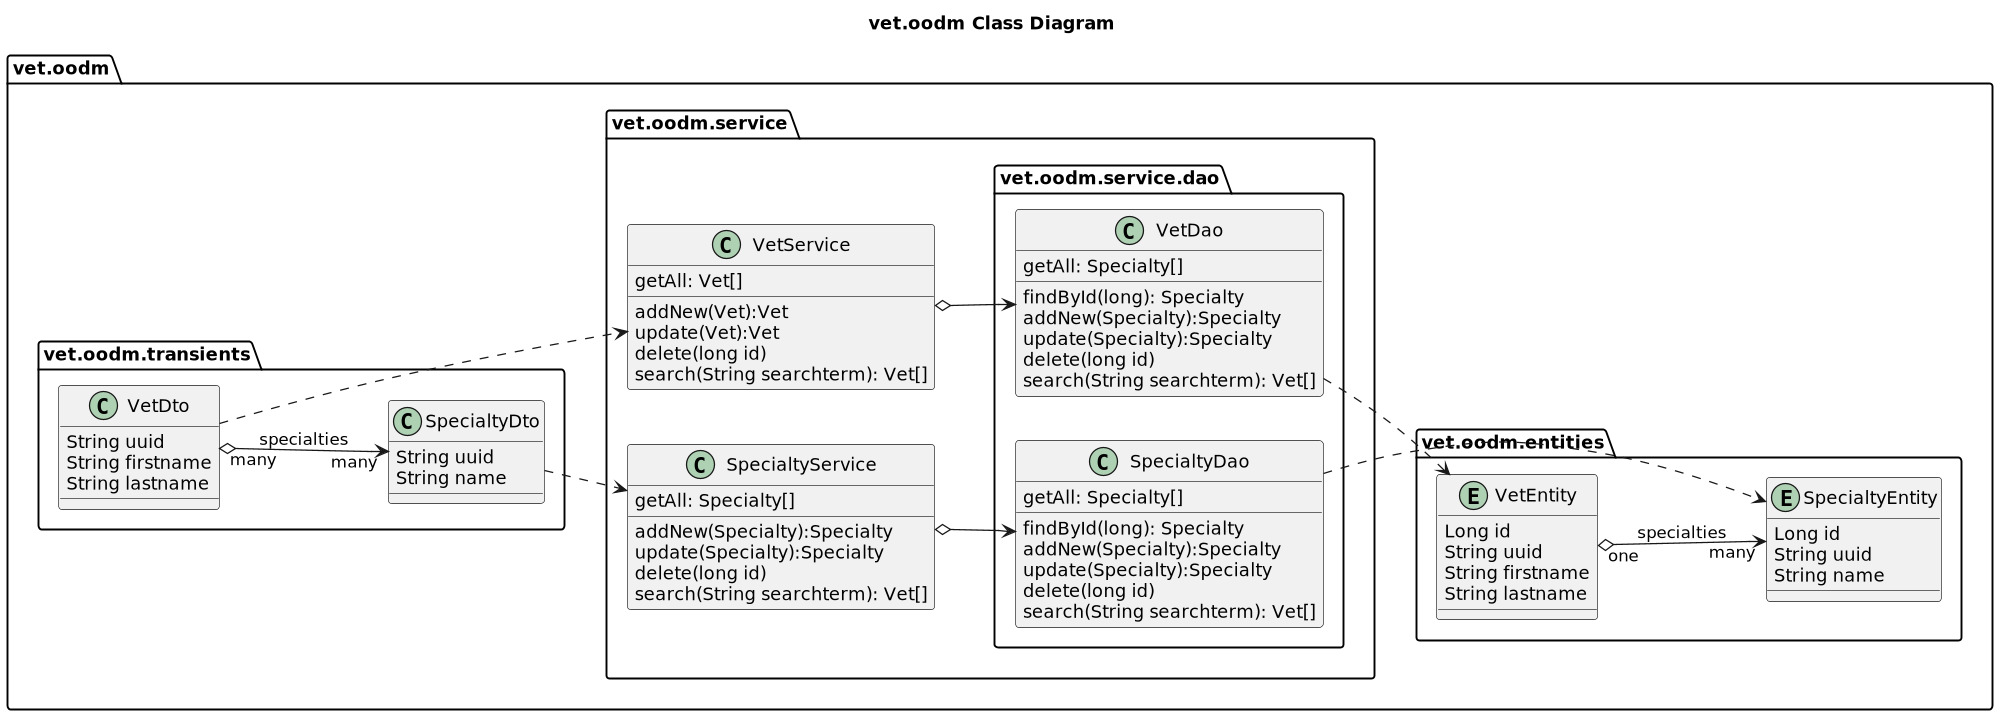 vet.oodm Class Diagram
vet.oodm
vet.oodm.service
vet.oodm.service.dao
C VetDao
getAll: Specialty[]
findById(long): Specialty
addNew(Specialty):Specialty
update(Specialty):Specialty
delete(long id)
search(String searchterm): Vet[]
C VetService
getAll: Vet[]
addNew(Vet):Vet
update(Vet):Vet
delete(long id)
search(String searchterm): Vet[]
vet.oodm.transients
C VetDto
String uuid
String firstname
String lastname
specialties
many
many
C SpecialtyDto
String uuid
String name
C SpecialtyService
getAll: Specialty[]
addNew(Specialty):Specialty
update(Specialty):Specialty
delete(long id)
search(String searchterm): Vet[]
C SpecialtyDao
getAll: Specialty[]
findById(long): Specialty
addNew(Specialty):Specialty
update(Specialty):Specialty
delete(long id)
search(String searchterm): Vet[]
vet.oodm.entities
E VetEntity
Long id
String uuid
String firstname
String lastname
specialties
one
many
E SpecialtyEntity
Long id
String uuid
String name